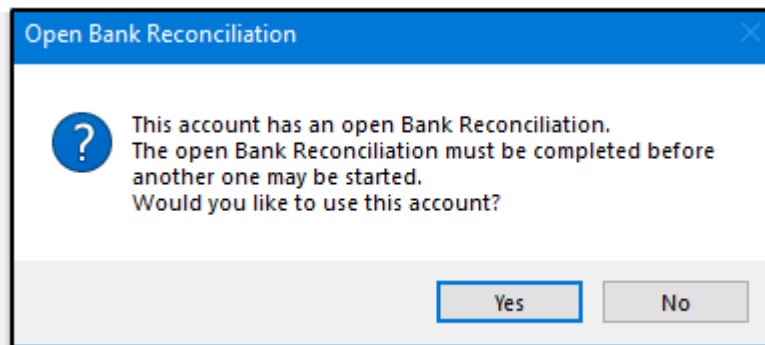 Open Bank Reconciliation
This account has an open Bank Reconciliation.
The open Bank Reconciliation must be completed before
another one may be started.
Would you like to use this account?
Yes
No